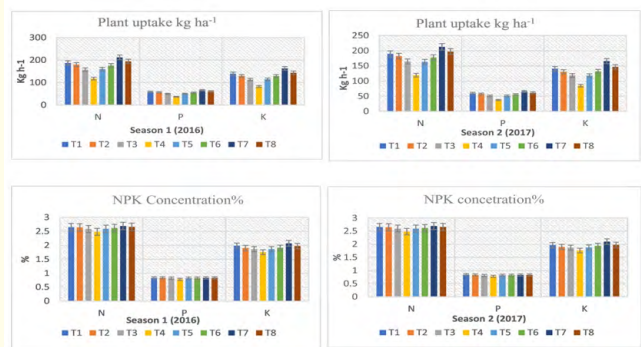 Plant uptake kg ha-1
300
200
100
0
Kg h-1
N P K
Season 1 (2016)
T1 T2 T3 T4 T5 T6 T7 T8
Plant uptake kg ha-1
250
200
150
100
50
0
Kg h-1
N P K
Season 2 (2017)
T1 T2 T3 T4 T5 T6 T7 T8
NPK Concentration%
3
2.5
2
1.5
1
0.5
0
%
N P K
Season 1 (2016)
T1 T2 T3 T4 T5 T6 T7 T8
NPK concetration%
3
2.5
2
1.5
1
0.5
0
%
N P K
Season 2 (2017)
T1 T2 T3 T4 T5 T6 T7 T8